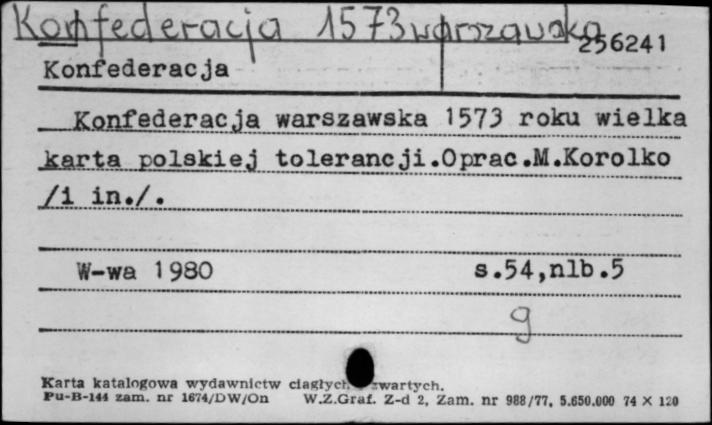 Konfederacja 1573 warszawska
256241
Konfederacja
Konfederacja warszawska 1573 roku wielka
karta polskiej tolerancji.Oprac.M.Korolko
/i in./.
W-wa 1980 s.54,nlb.5
g
Karta katalogowa wydawnictw ciągłych zwartych.
Pu-B-144 zam. nr 1674/DW/On W.Z.Graf. Z-d 2, Zam. nr 988/77, 5.650.000 74 X 120